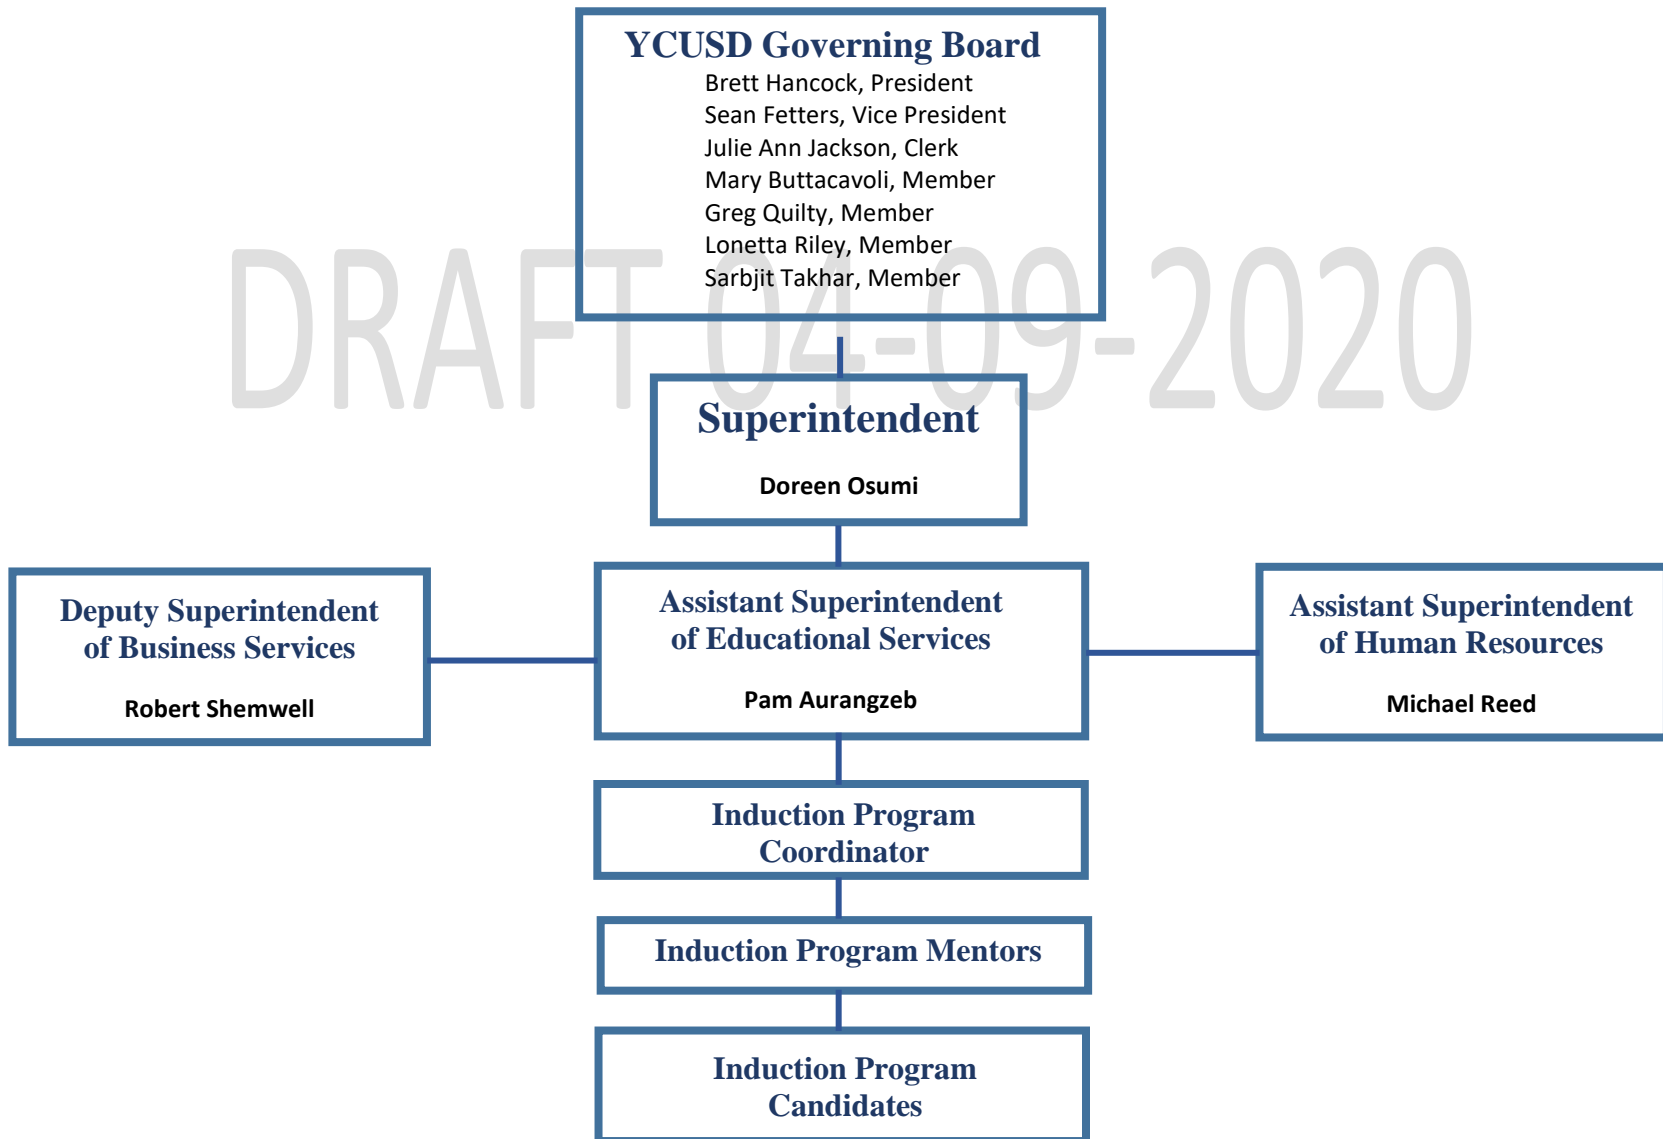 YCUSD Governing Board
Brett Hancock, President
Sean Fetters, Vice President
Julie Ann Jackson, Clerk
Mary Buttacavoli, Member
Greg Quilty, Member
Lonetta Riley, Member
Sarbjit Takhar, Member
DRAFT 04-09-2020
Superintendent
Doreen Osumi
Deputy Superintendent
of Business Services
Robert Shemwell
Assistant Superintendent
of Educational Services
Pam Aurangzeb
Assistant Superintendent
of Human Resources
Michael Reed
Induction Program
Coordinator
Induction Program Mentors
Induction Program
Candidates